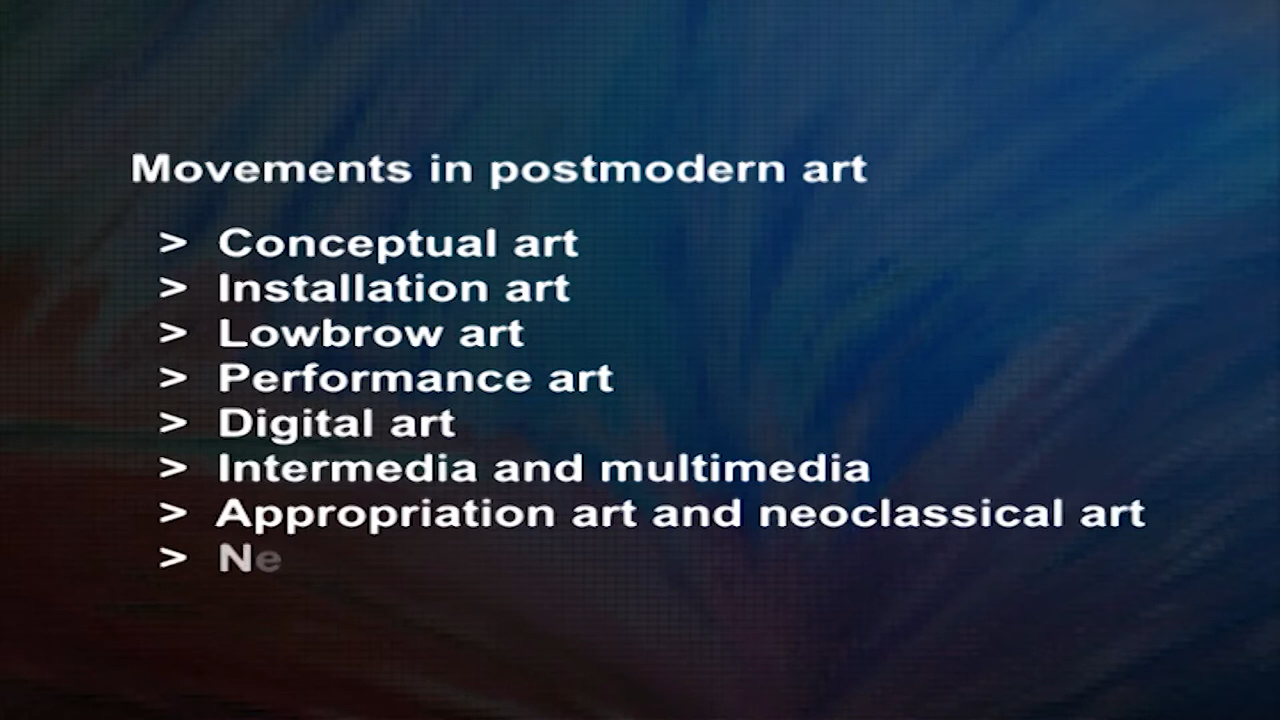 Movements in postmodern art
> Conceptual art
> Installation art
> Lowbrow art
> Performance art
> Digital art
> Intermedia and multimedia
> Appropriation art and neoclassical art
> Ne